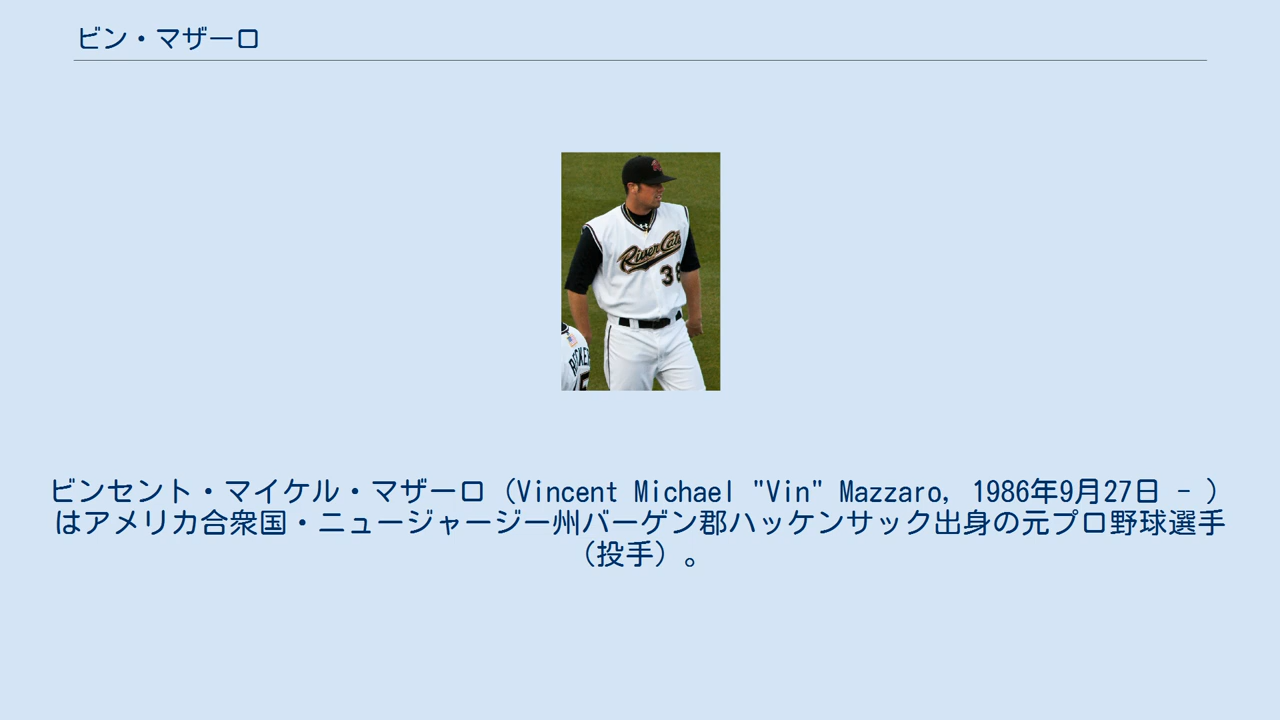 ビン・マザーロ
RiverCats
38
ビンセント・マイケル・マザーロ（Vincent Michael "Vin" Mazzaro, 1986年9月27日 - ）
はアメリカ合衆国・ニュージャージー州バーゲン郡ハッケンサック出身の元プロ野球選手
（投手）。